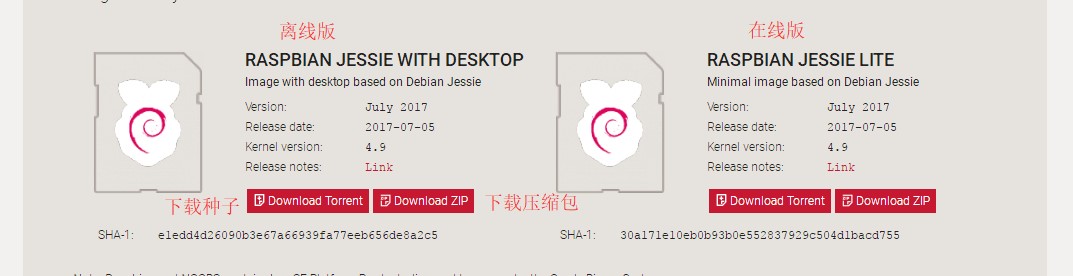 离线版
RASPBIAN JESSIE WITH DESKTOP
Image with desktop based on Debian Jessie
Version: July 2017
Release date: 2017-07-05
Kernel version: 4.9
Release notes: Link
下载种子
Download Torrent
Download ZIP
下载压缩包
SHA-1: e1edd4d26090b3e67a66939fa77eeb656de8a2c5
在线版
RASPBIAN JESSIE LITE
Minimal image based on Debian Jessie
Version: July 2017
Release date: 2017-07-05
Kernel version: 4.9
Release notes: Link
Download Torrent
Download ZIP
SHA-1: 30a171e10eb0b93b0e552837929c504d1bacd755